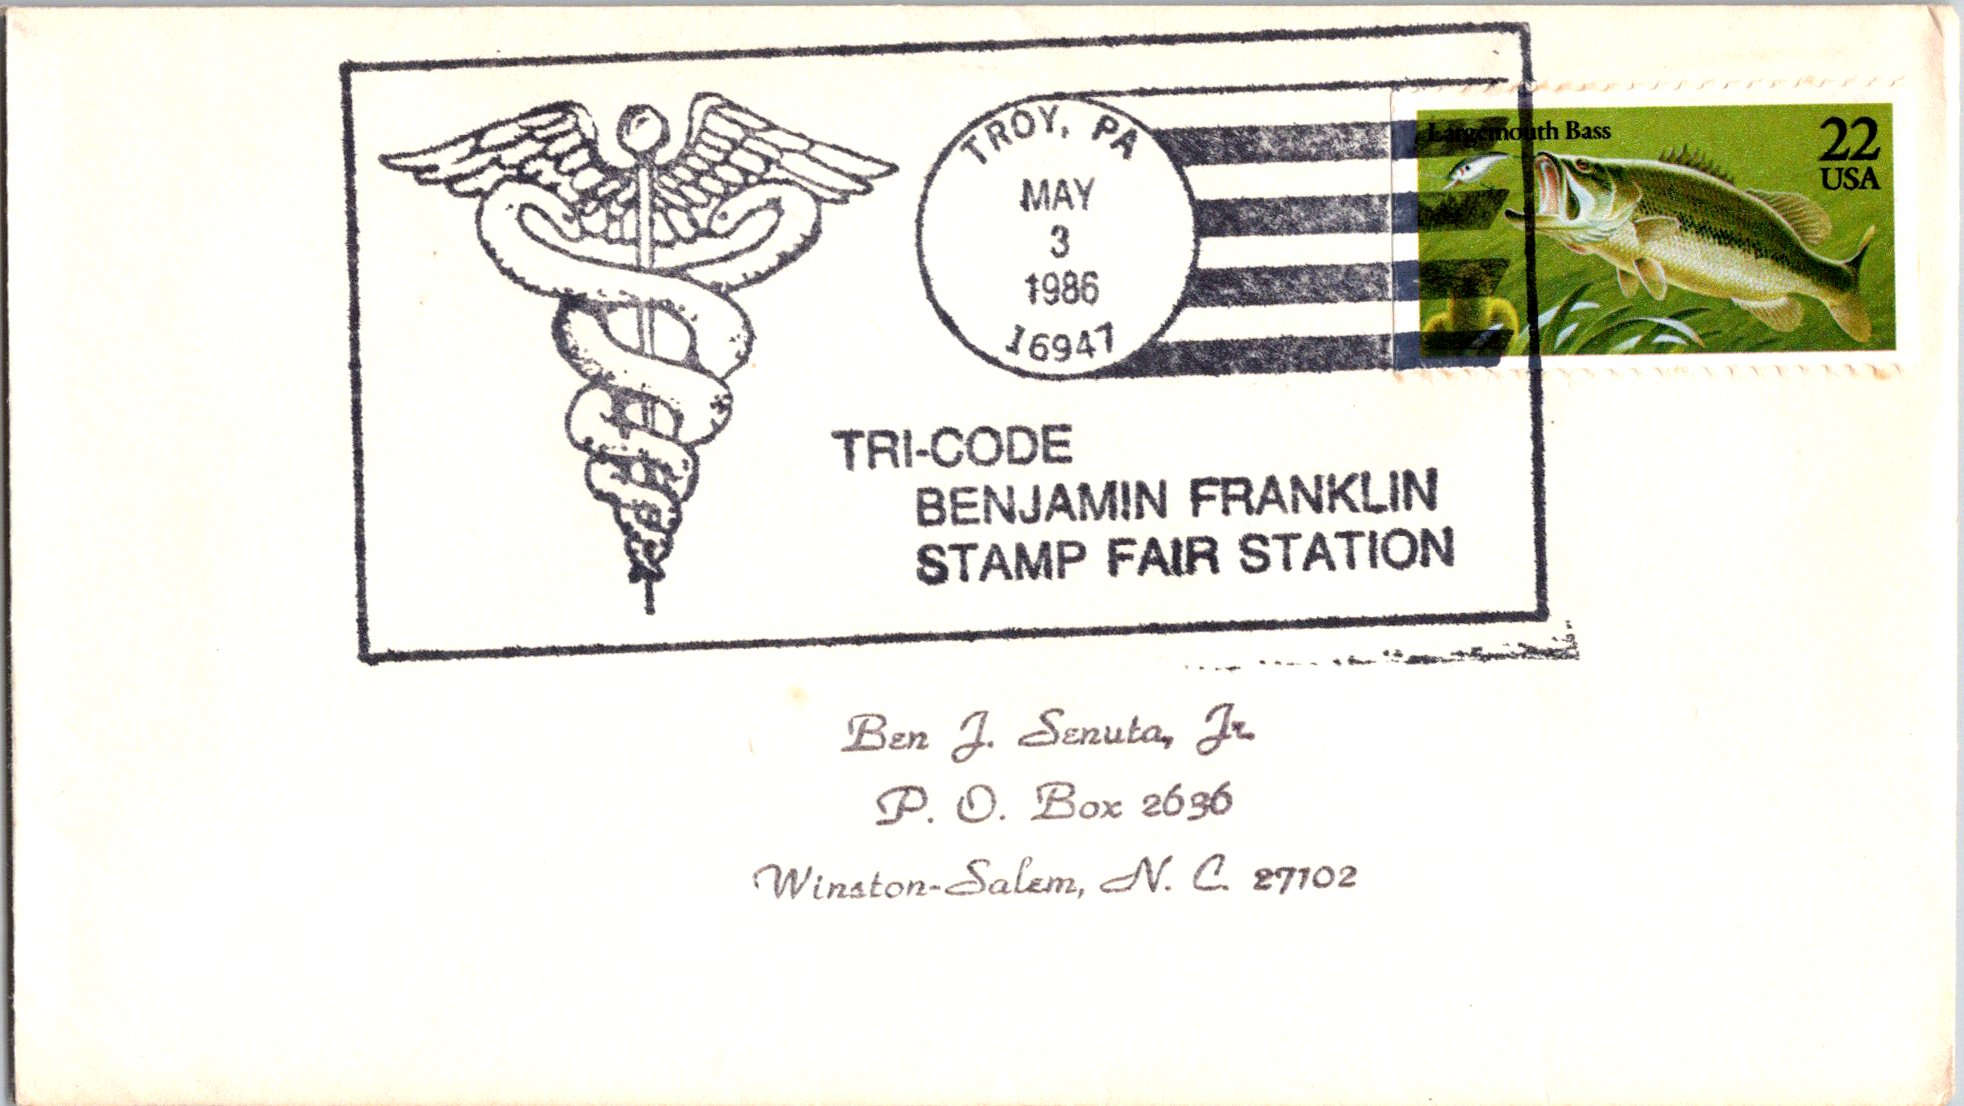 TROY, PA
MAY
3
1986
16947
Largemouth Bass
22
USA
TRI-CODE
BENJAMIN FRANKLIN
STAMP FAIR STATION
Ben J. Senuta, Jr.
P. O. Box 2636
Winston-Salem, N. C. 27102